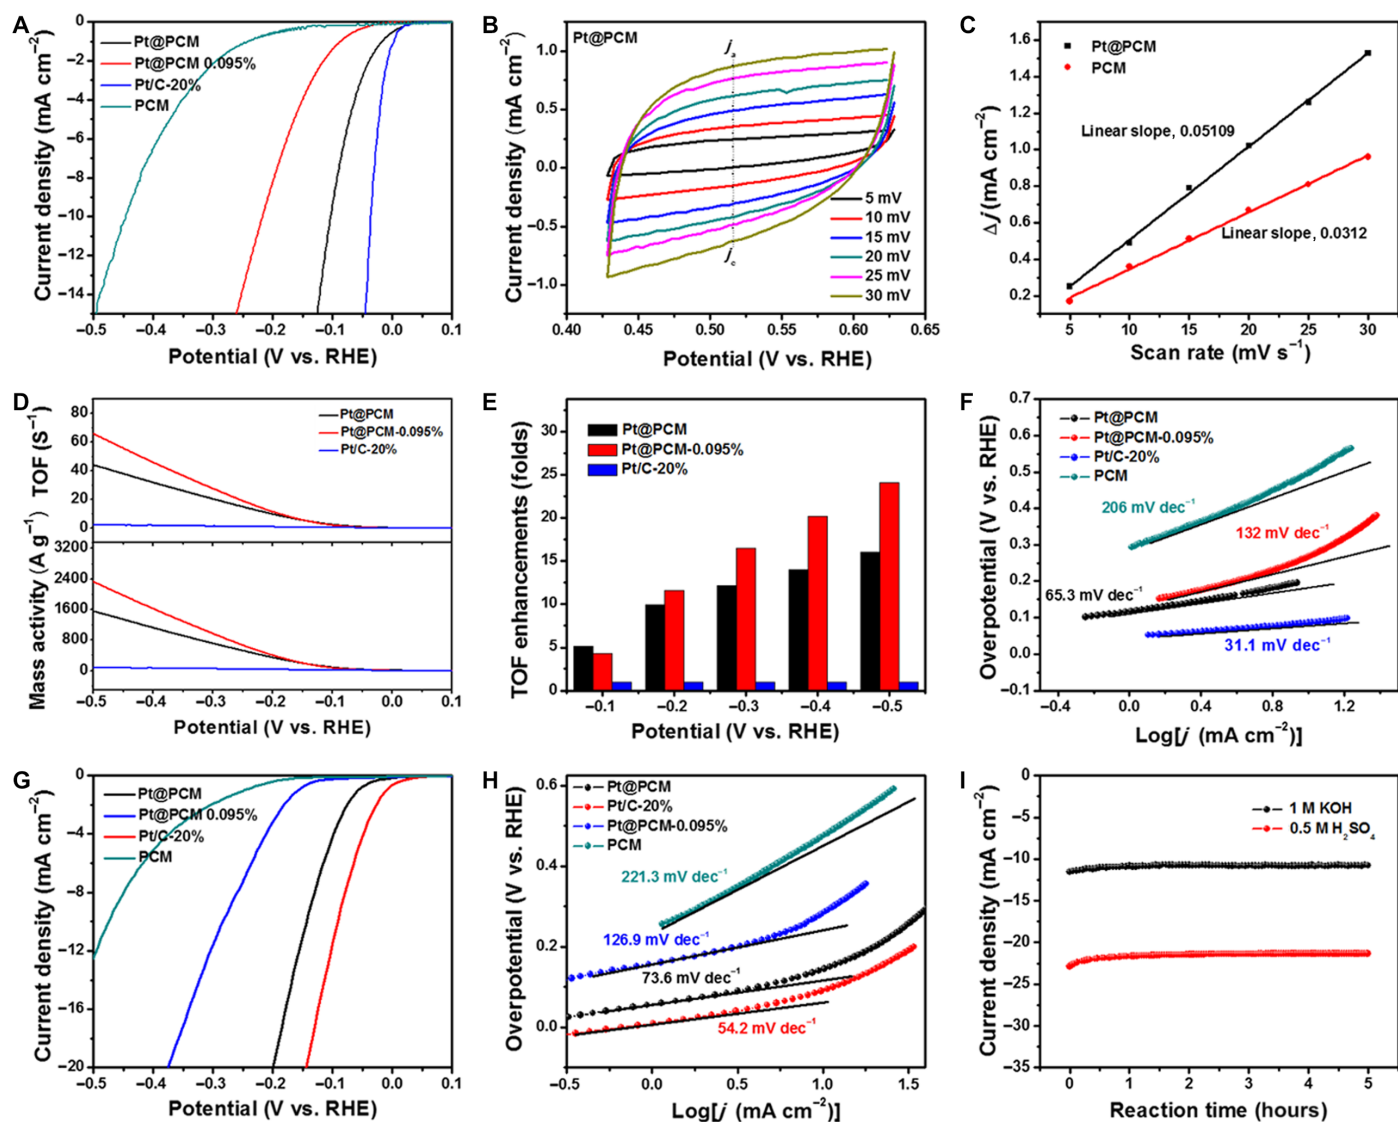 A
Pt@PCM
Pt@PCM 0.095%
Pt/C-20%
PCM
Current density (mA cm⁻²)
0
−2
−4
−6
−8
−10
−12
−14
−0.5 −0.4 −0.3 −0.2 −0.1 0.0 0.1
Potential (V vs. RHE)
B
Pt@PCM
jₐ
j꜀
Current density (mA cm⁻²)
1.0
0.5
0.0
−0.5
−1.0
5 mV
10 mV
15 mV
20 mV
25 mV
30 mV
0.40 0.45 0.50 0.55 0.60 0.65
Potential (V vs. RHE)
C
Pt@PCM
PCM
Linear slope, 0.05109
Linear slope, 0.0312
Δj (mA cm⁻²)
1.6
1.4
1.2
1.0
0.8
0.6
0.4
0.2
5 10 15 20 25 30
Scan rate (mV s⁻¹)
D
Pt@PCM
Pt@PCM-0.095%
Pt/C-20%
TOF (S⁻¹)
80
60
40
20
0
−0.5 −0.4 −0.3 −0.2 −0.1 0.0 0.1
Mass activity (A g⁻¹)
3200
2400
1600
800
0
−0.5 −0.4 −0.3 −0.2 −0.1 0.0 0.1
Potential (V vs. RHE)
E
Pt@PCM
Pt@PCM-0.095%
Pt/C-20%
TOF enhancements (folds)
30
25
20
15
10
5
0
−0.1 −0.2 −0.3 −0.4 −0.5
Potential (V vs. RHE)
F
Pt@PCM
Pt@PCM-0.095%
Pt/C-20%
PCM
206 mV dec⁻¹
132 mV dec⁻¹
65.3 mV dec⁻¹
31.1 mV dec⁻¹
Overpotential (V vs. RHE)
0.7
0.6
0.5
0.4
0.3
0.2
0.1
0.0
−0.1
−0.4 0.0 0.4 0.8 1.2
Log[j (mA cm⁻²)]
G
Pt@PCM
Pt@PCM 0.095%
Pt/C-20%
PCM
Current density (mA cm⁻²)
0
−4
−8
−12
−16
−20
−0.5 −0.4 −0.3 −0.2 −0.1 0.0 0.1
Potential (V vs. RHE)
H
Pt@PCM
Pt/C-20%
Pt@PCM-0.095%
PCM
221.3 mV dec⁻¹
126.9 mV dec⁻¹
73.6 mV dec⁻¹
54.2 mV dec⁻¹
Overpotential (V vs. RHE)
0.6
0.4
0.2
0.0
−0.5 0.0 0.5 1.0 1.5
Log[j (mA cm⁻²)]
I
1 M KOH
0.5 M H₂SO₄
Current density (mA cm⁻²)
0
−5
−10
−15
−20
−25
−30
−35
0 1 2 3 4 5
Reaction time (hours)